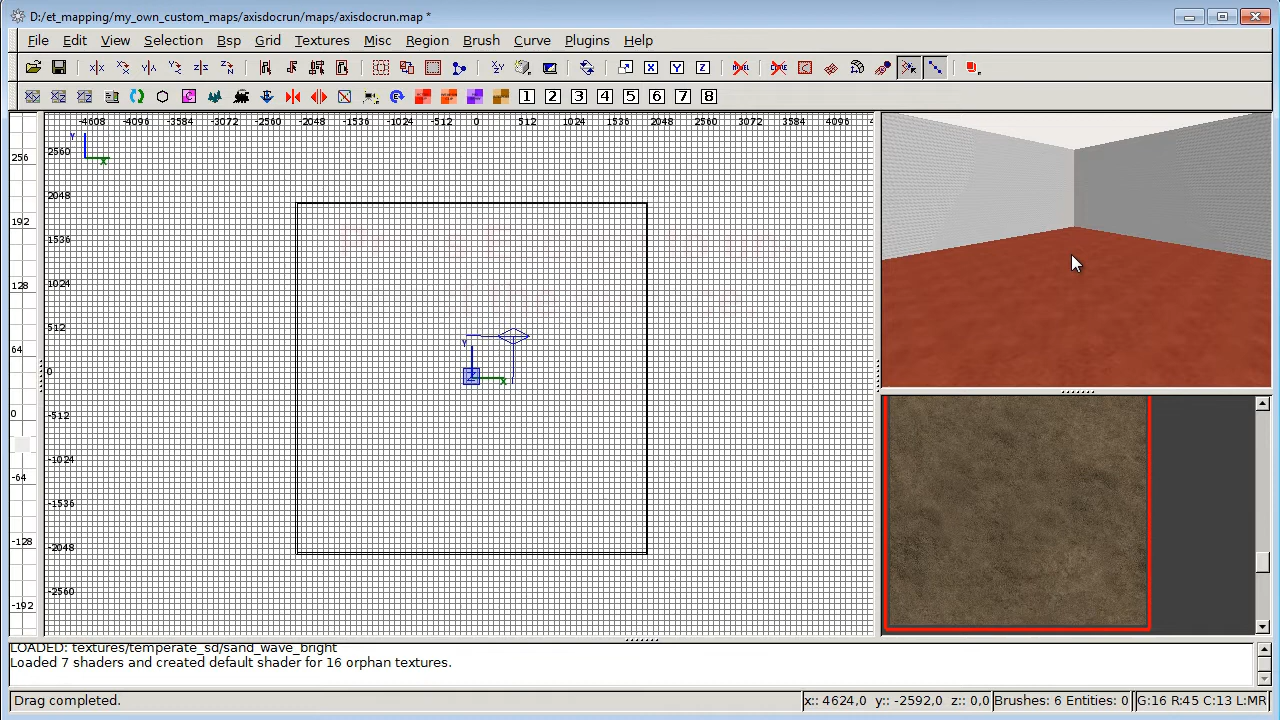 D:/et_mapping/my_own_custom_maps/axisdocrun/maps/axisdocrun.map *
File Edit View Selection Bsp Grid Textures Misc Region Brush Curve Plugins Help
X Y Z
1 2 3 4 5 6 7 8
-4608 -4096 -3584 -3072 -2560 -2048 -1536 -1024 -512 0 512 1024 1536 2048 2560 3072 3584 4096
Y
X
2560
2048
1536
1024
512
0
-512
-1024
-1536
-2048
-2560
256
192
128
64
0
-64
-128
-192
Y
Z
X
LOADED: textures/temperate_sd/sand_wave_bright
Loaded 7 shaders and created default shader for 16 orphan textures.
Drag completed.
x:: 4624,0 y:: -2592,0 z:: 0,0
Brushes: 6 Entities: 0
G:16 R:45 C:13 L:MR